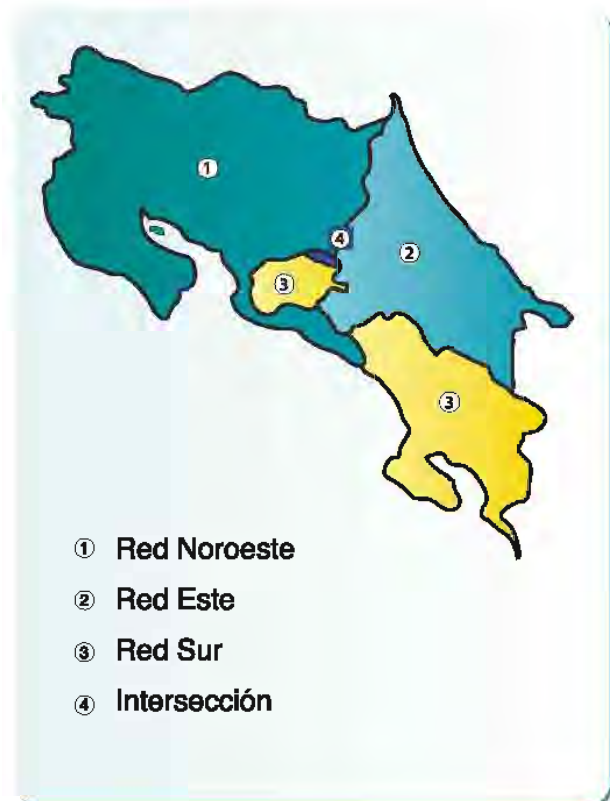 ①
④
②
③
③
① Red Noroeste
② Red Este
③ Red Sur
④ Intersección